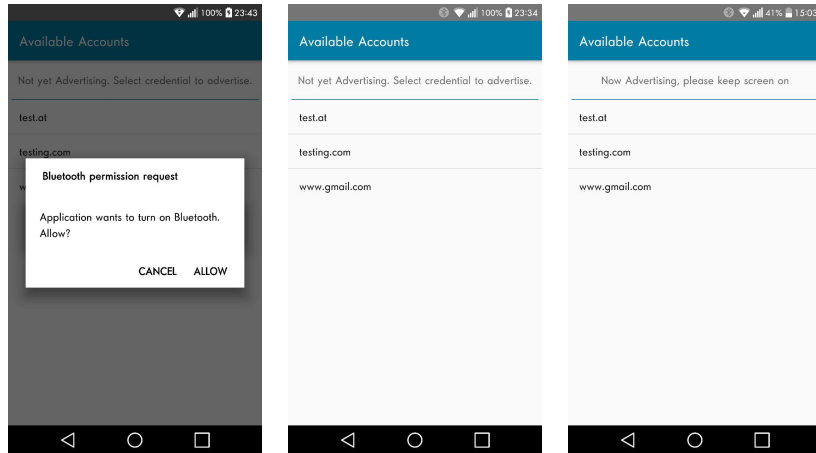 100% 23:43
Available Accounts
Not yet Advertising. Select credential to advertise.
test.at
testing.com
w
Bluetooth permission request
Application wants to turn on Bluetooth.
Allow?
CANCEL ALLOW
100% 23:34
Available Accounts
Not yet Advertising. Select credential to advertise.
test.at
testing.com
www.gmail.com
41% 15:03
Available Accounts
Now Advertising, please keep screen on
test.at
testing.com
www.gmail.com